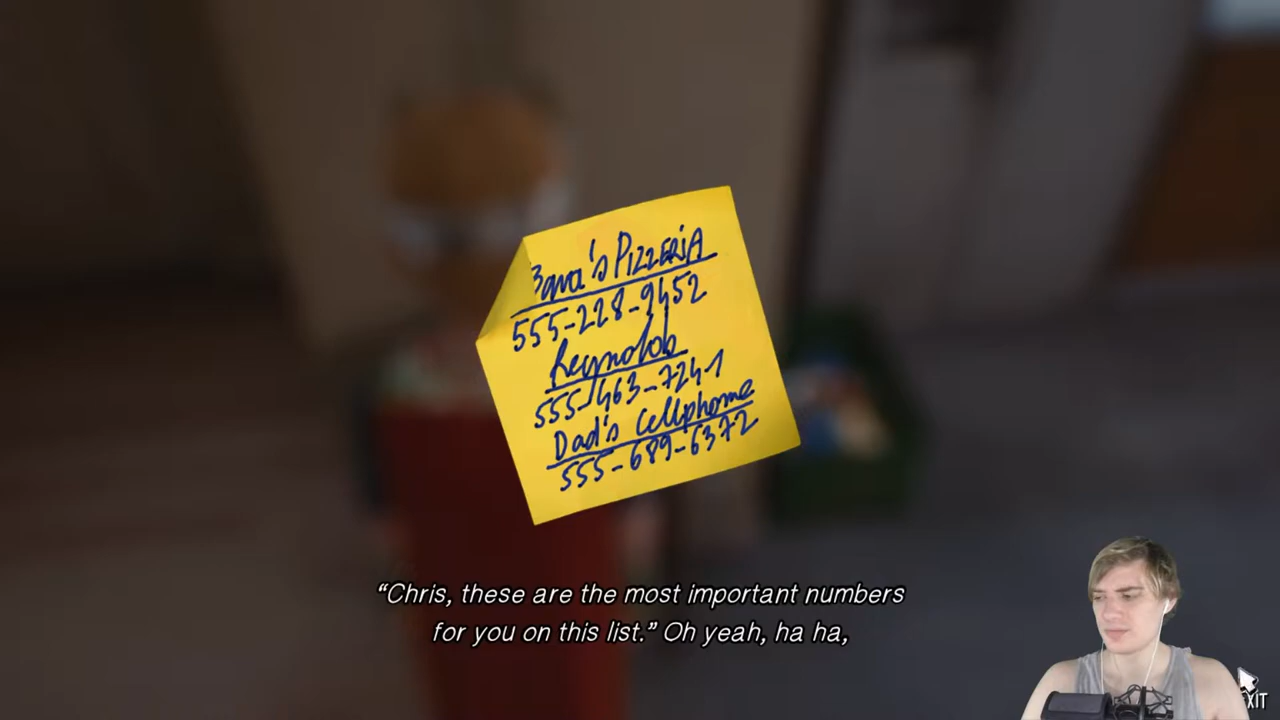 Bava's PIZZERIA
555-228-9452
Reynolds
555-463-7241
Dad's Cellphone
555-689-6372
“Chris, these are the most important numbers
for you on this list.” Oh yeah, ha ha,